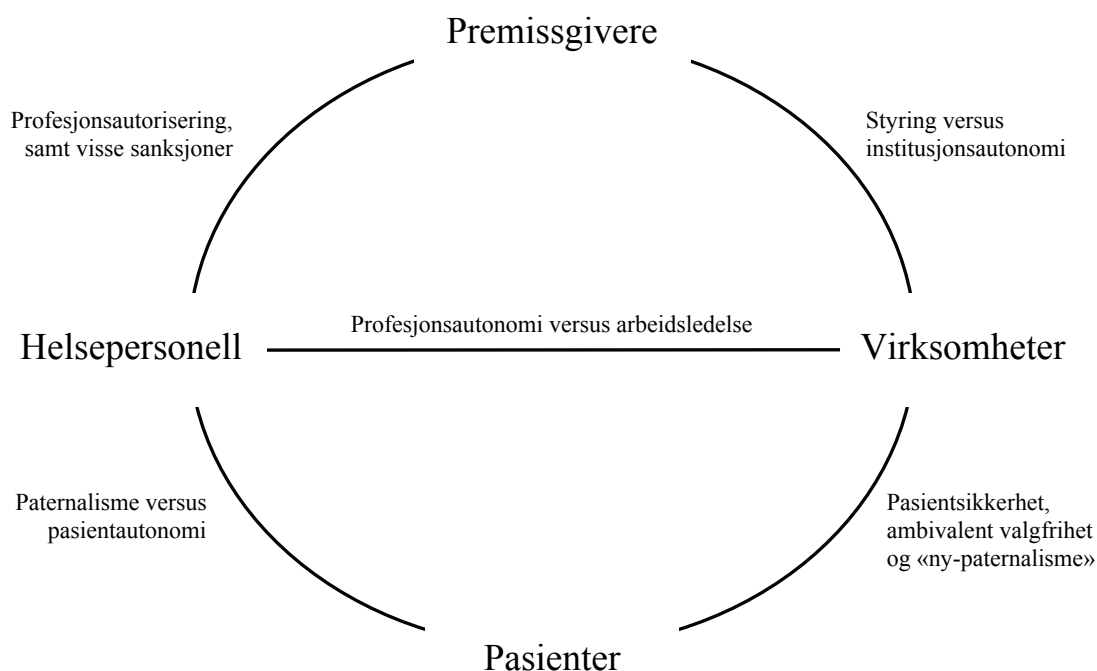 Premissgivere
Profesjonsautorisering,
samt visse sanksjoner
Styring versus
institusjonsautonomi
Profesjonsautonomi versus arbeidsledelse
Helsepersonell
Virksomheter
Paternalisme versus
pasientautonomi
Pasientsikkerhet,
ambivalent valgfrihet
og «ny-paternalisme»
Pasienter